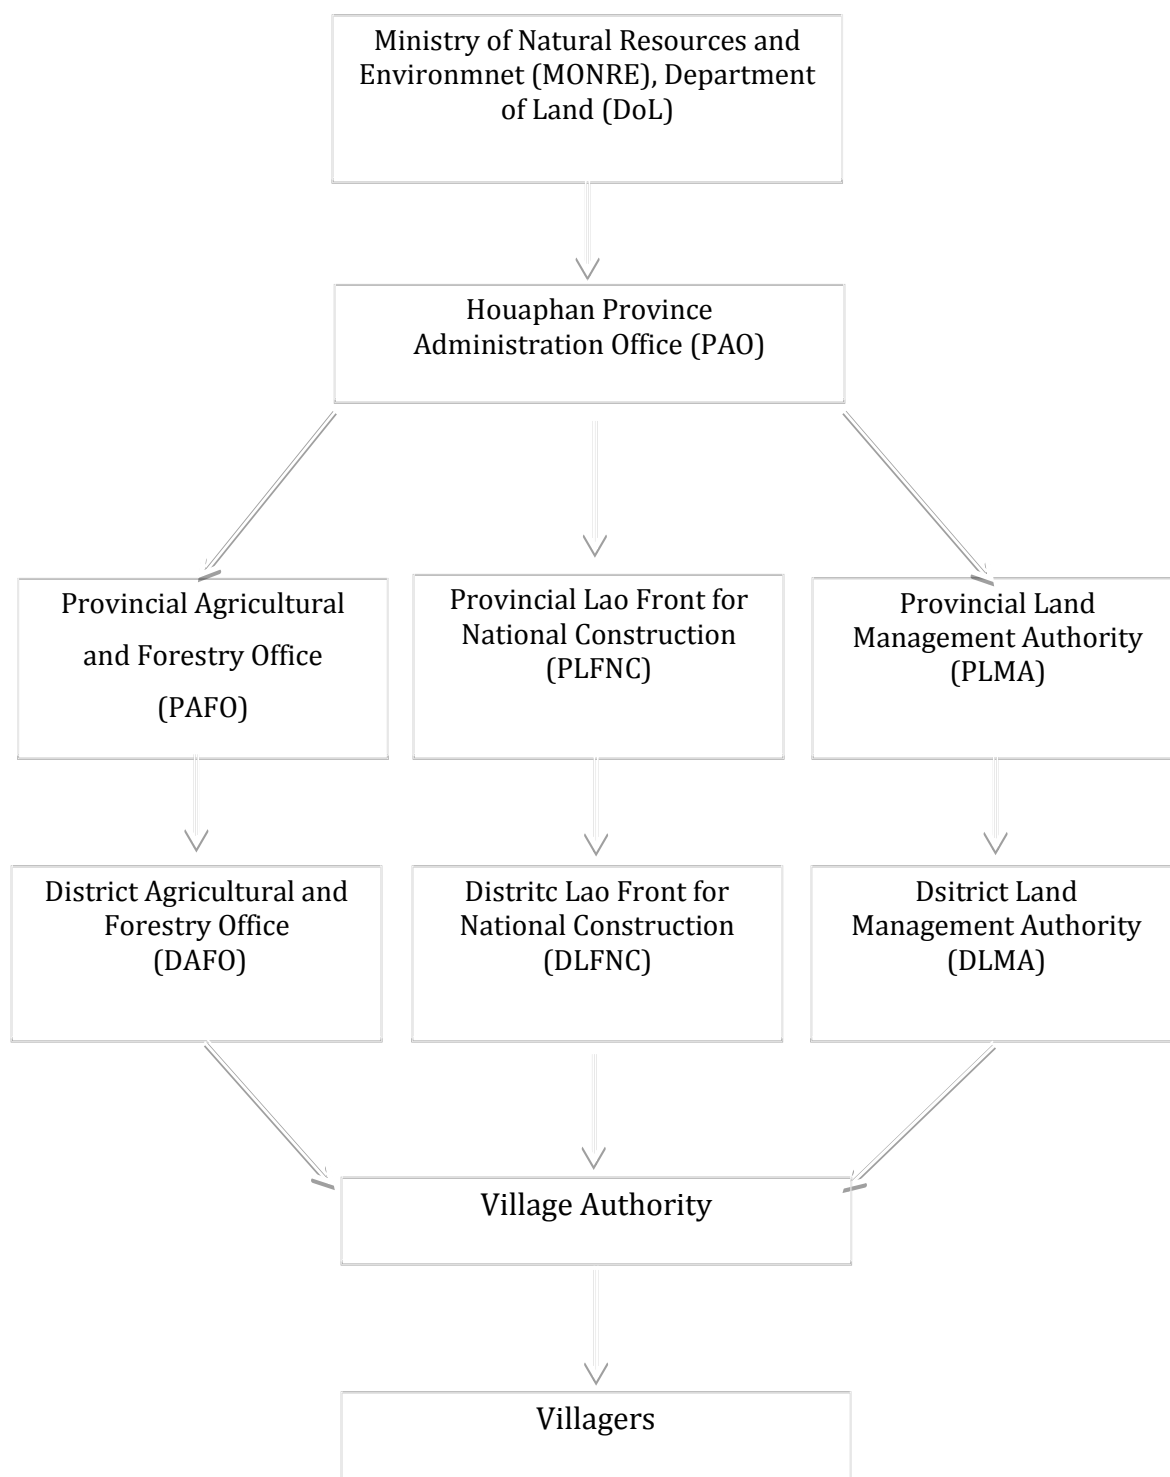 Ministry of Natural Resources and
Environmnet (MONRE), Department
of Land (DoL)
Houaphan Province
Administration Office (PAO)
Provincial Agricultural
and Forestry Office
(PAFO)
Provincial Lao Front for
National Construction
(PLFNC)
Provincial Land
Management Authority
(PLMA)
District Agricultural and
Forestry Office
(DAFO)
Distritc Lao Front for
National Construction
(DLFNC)
Dsitrict Land
Management Authority
(DLMA)
Village Authority
Villagers